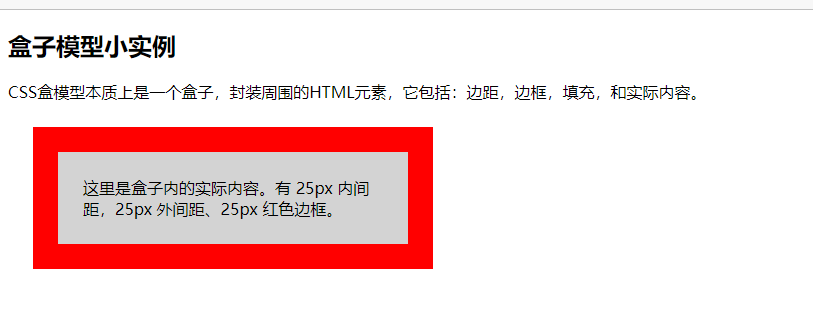 盒子模型小实例
CSS盒模型本质上是一个盒子，封装周围的HTML元素，它包括：边距，边框，填充，和实际内容。
这里是盒子内的实际内容。有 25px 内间
距，25px 外间距、25px 红色边框。